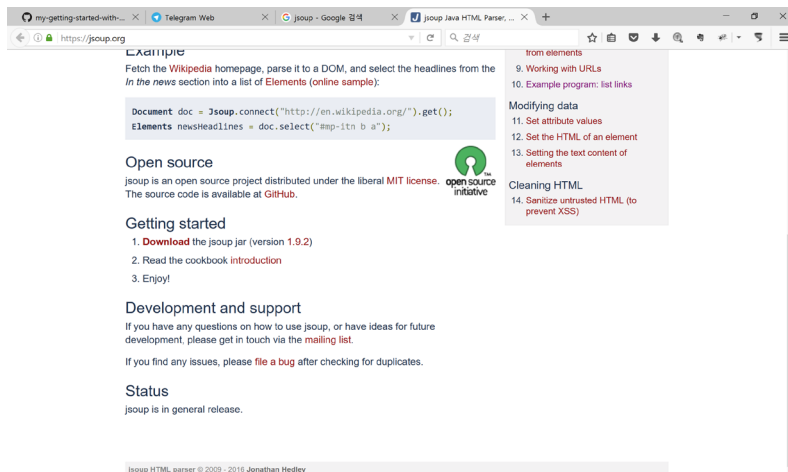 my-getting-started-with-...
Telegram Web
jsoup - Google 검색
jsoup Java HTML Parser, ...
https://jsoup.org
검색
Example
Fetch the Wikipedia homepage, parse it to a DOM, and select the headlines from the
In the news section into a list of Elements (online sample):
Document doc = Jsoup.connect("http://en.wikipedia.org/").get();
Elements newsHeadlines = doc.select("#mp-itn b a");
Open source
jsoup is an open source project distributed under the liberal MIT license.
The source code is available at GitHub.
open source
initiative
Getting started
1. Download the jsoup jar (version 1.9.2)
2. Read the cookbook introduction
3. Enjoy!
Development and support
If you have any questions on how to use jsoup, or have ideas for future
development, please get in touch via the mailing list.
If you find any issues, please file a bug after checking for duplicates.
Status
jsoup is in general release.
from elements
9. Working with URLs
10. Example program: list links
Modifying data
11. Set attribute values
12. Set the HTML of an element
13. Setting the text content of
elements
Cleaning HTML
14. Sanitize untrusted HTML (to
prevent XSS)
jsoup HTML parser © 2009 - 2016 Jonathan Hedley